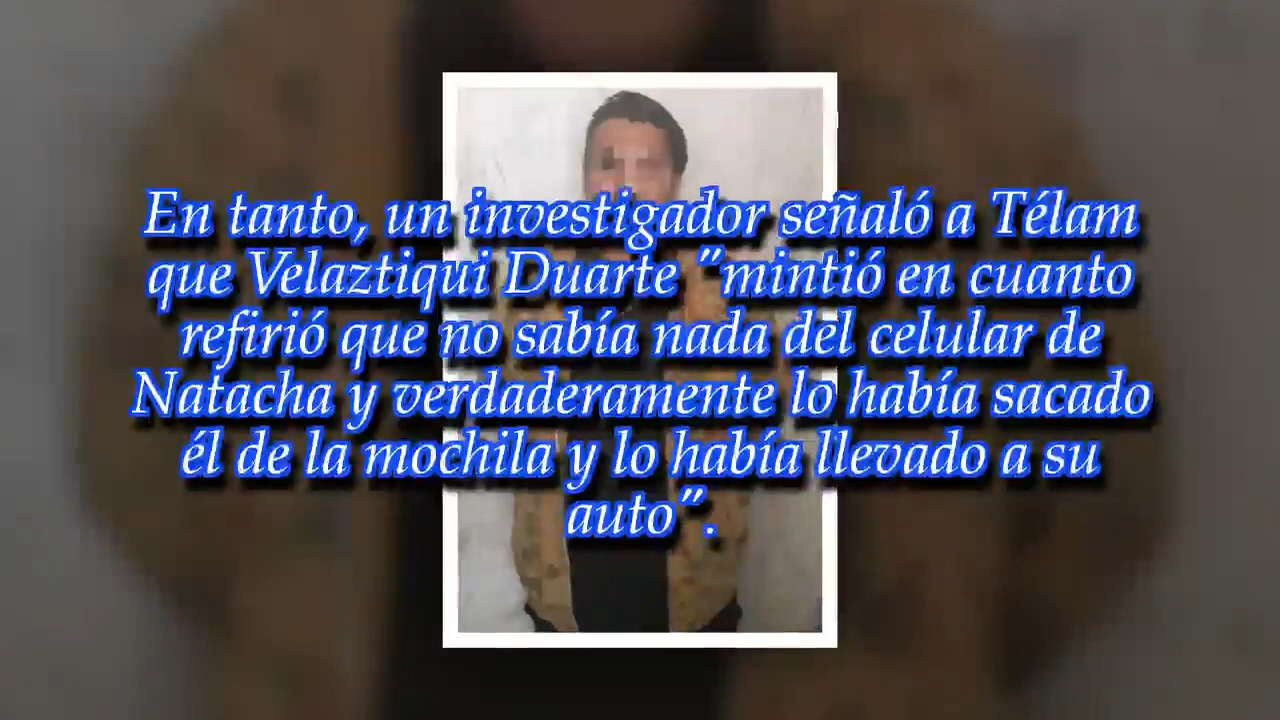 En tanto, un investigador señaló a Télam
que Velaztiqui Duarte "mintió en cuanto
refirió que no sabía nada del celular de
Natacha y verdaderamente lo había sacado
él de la mochila y lo había llevado a su
auto".